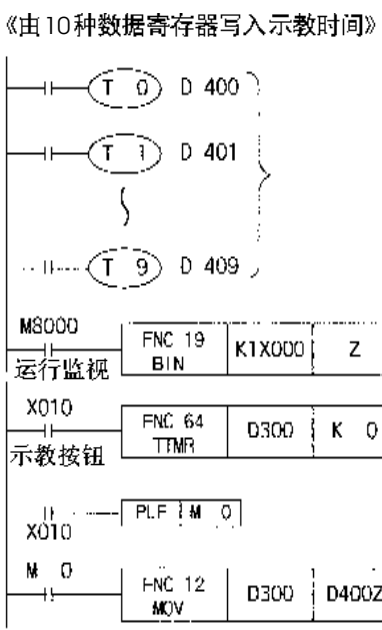 《由10种数据寄存器写入示教时间》
T 0 D 400
T 1 D 401
T 9 D 409
M8000
FNC 19 K1X000 Z
BIN
运行监视
X010
FNC 64 D300 K 0
TTMR
示教按钮
PLF M 0
X010
M 0
FNC 12 D300 D400Z
MOV